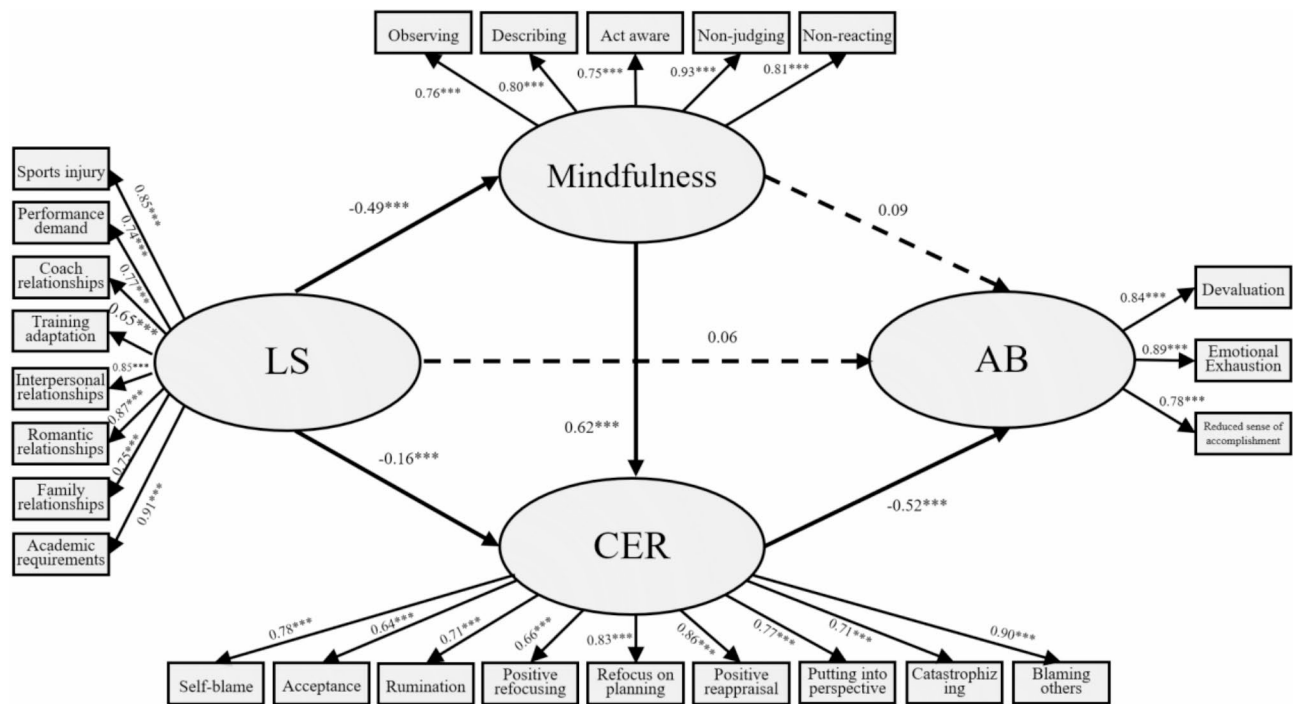 Observing
Describing
Act aware
Non-judging
Non-reacting
0.76***
0.80***
0.75***
0.93***
0.81***
Mindfulness
Sports injury
Performance
demand
Coach
relationships
Training
adaptation
Interpersonal
relationships
Romantic
relationships
Family
relationships
Academic
requirements
0.85***
0.74***
0.77***
0.65***
0.85***
0.87***
0.75***
0.91***
LS
-0.49***
0.09
0.06
0.62***
-0.16***
-0.52***
AB
0.84***
0.89***
0.78***
Devaluation
Emotional
Exhaustion
Reduced sense of
accomplishment
CER
0.78***
0.64***
0.71***
0.66***
0.83***
0.86***
0.77***
0.71***
0.90***
Self-blame
Acceptance
Rumination
Positive
refocusing
Refocus on
planning
Positive
reappraisal
Putting into
perspective
Catastrophiz
ing
Blaming
others